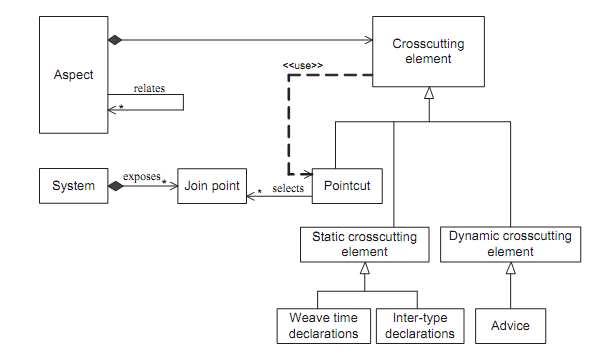 Crosscutting
element
Aspect
<<use>>
relates
*
System
exposes
*
Join point
*
selects
Pointcut
Static crosscutting
element
Dynamic crosscutting
element
Weave time
declarations
Inter-type
declarations
Advice